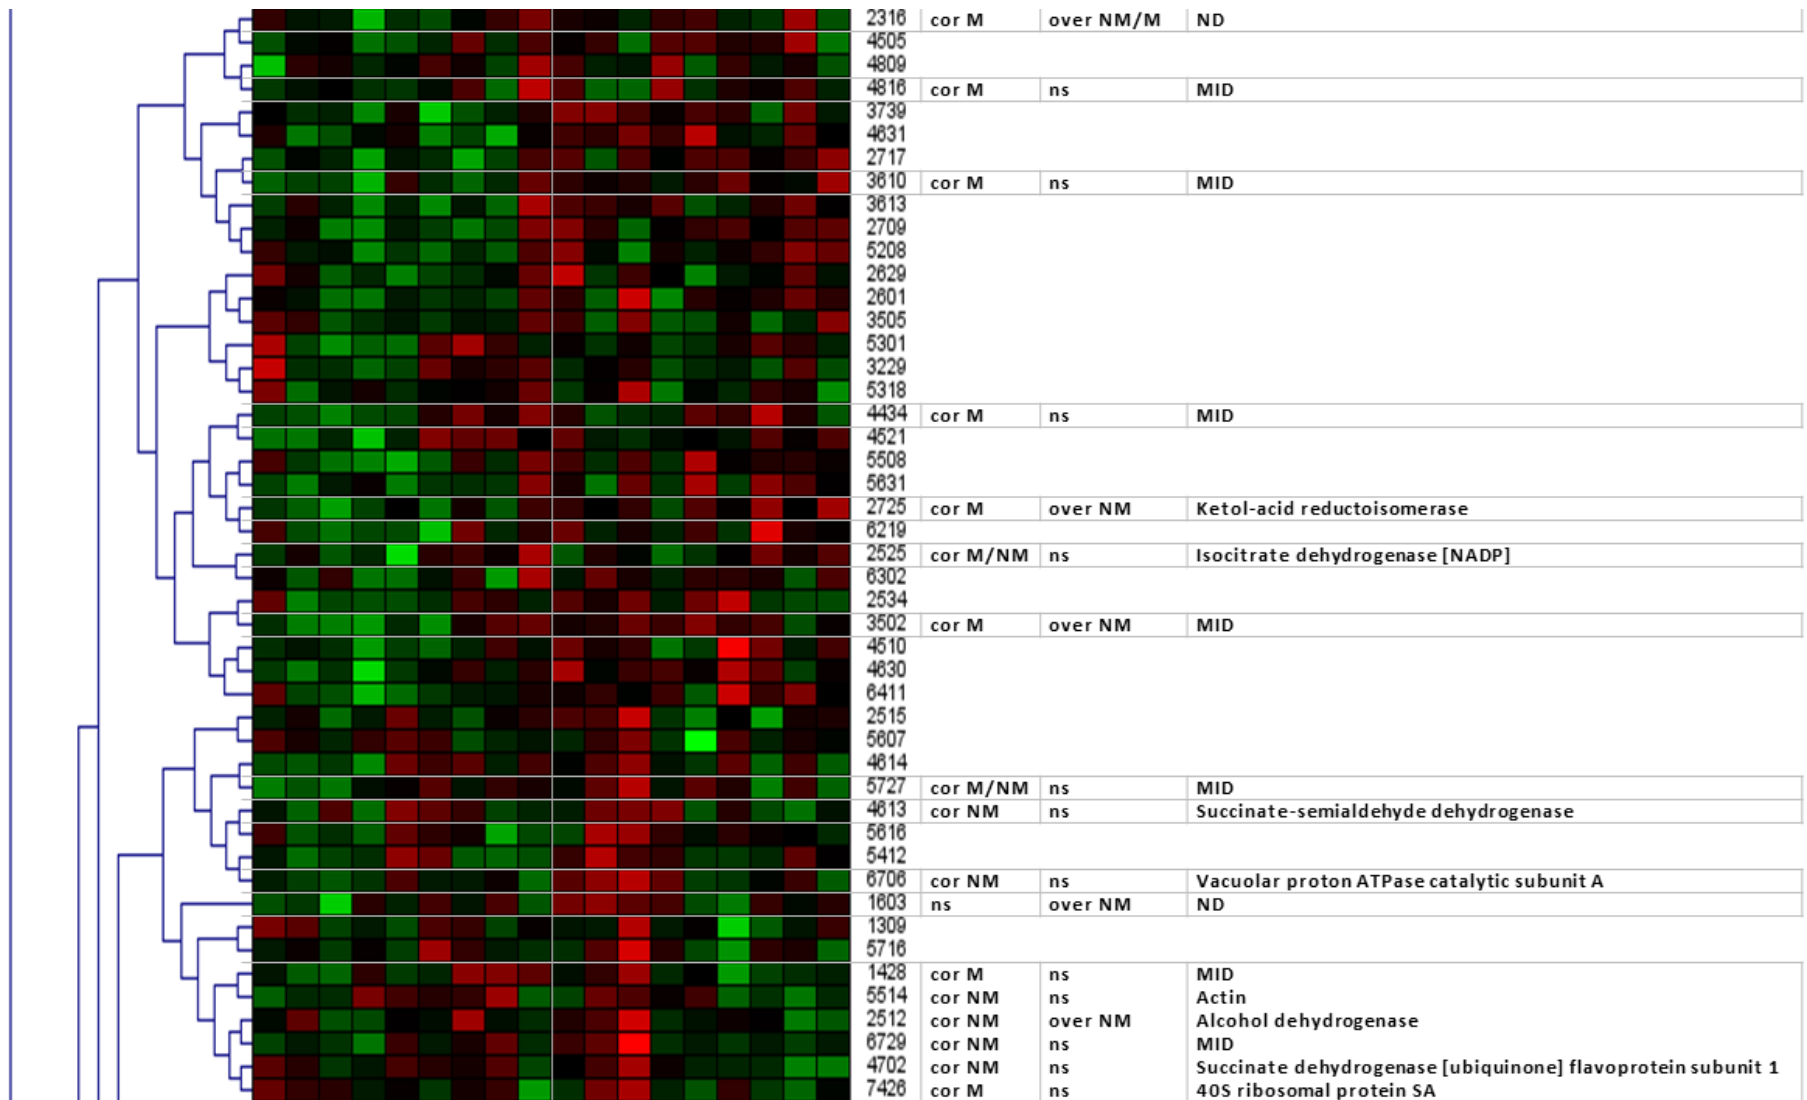 2316 cor M over NM/M ND
4505
4809
4816 cor M ns MID
3739
4631
2717
3610 cor M ns MID
3613
2709
5208
2629
2601
3505
5301
3229
5318
4434 cor M ns MID
4521
5508
5631
2725 cor M over NM Ketol-acid reductoisomerase
6219
2525 cor M/NM ns Isocitrate dehydrogenase [NADP]
6302
2534
3502 cor M over NM MID
4510
4630
6411
2515
5607
4614
5727 cor M/NM ns MID
4613 cor NM ns Succinate-semialdehyde dehydrogenase
5616
5412
6706 cor NM ns Vacuolar proton ATPase catalytic subunit A
1603 ns over NM ND
1309
5716
1428 cor M ns MID
5514 cor NM ns Actin
2512 cor NM over NM Alcohol dehydrogenase
6729 cor NM ns MID
4702 cor NM ns Succinate dehydrogenase [ubiquinone] flavoprotein subunit 1
7426 cor M ns 40S ribosomal protein SA